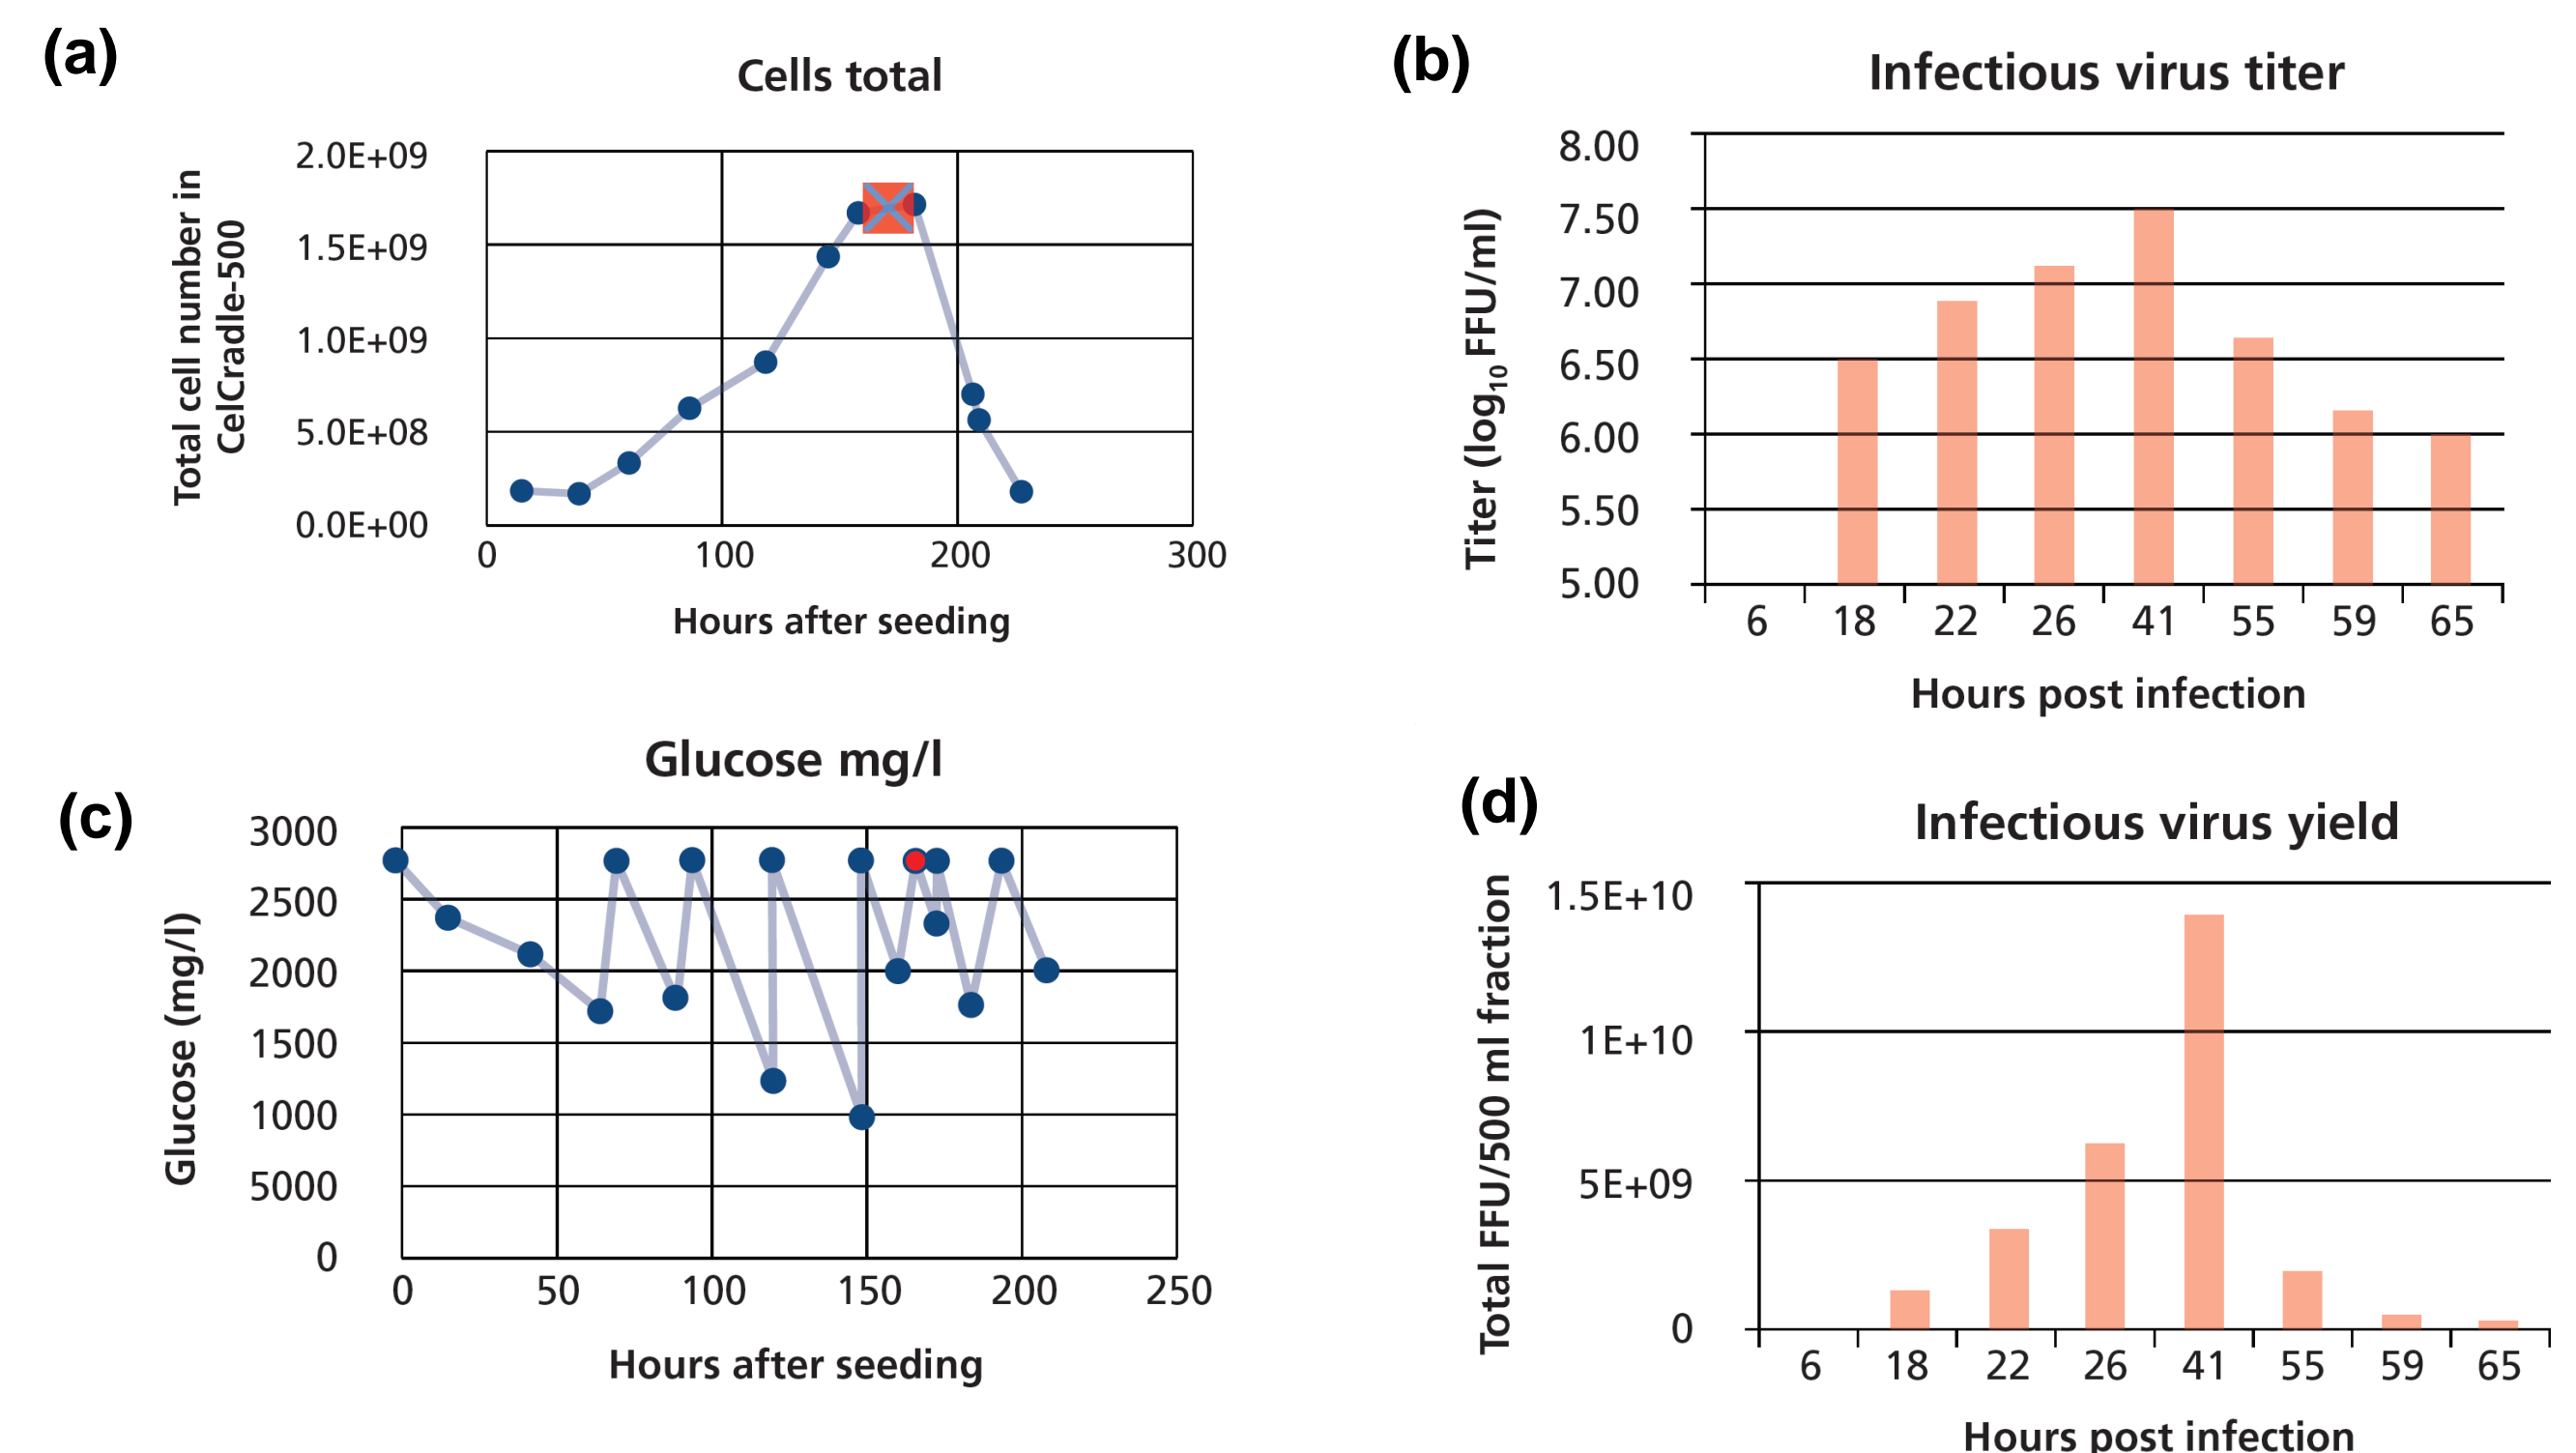 (a)
Cells total
Total cell number in
CelCradle-500
2.0E+09
1.5E+09
1.0E+09
5.0E+08
0.0E+00
0 100 200 300
Hours after seeding
(b)
Infectious virus titer
Titer (log10 FFU/ml)
8.00
7.50
7.00
6.50
6.00
5.50
5.00
6 18 22 26 41 55 59 65
Hours post infection
(c)
Glucose mg/l
Glucose (mg/l)
3000
2500
2000
1500
1000
5000
0
0 50 100 150 200 250
Hours after seeding
(d)
Infectious virus yield
Total FFU/500 ml fraction
1.5E+10
1E+10
5E+09
0
6 18 22 26 41 55 59 65
Hours post infection